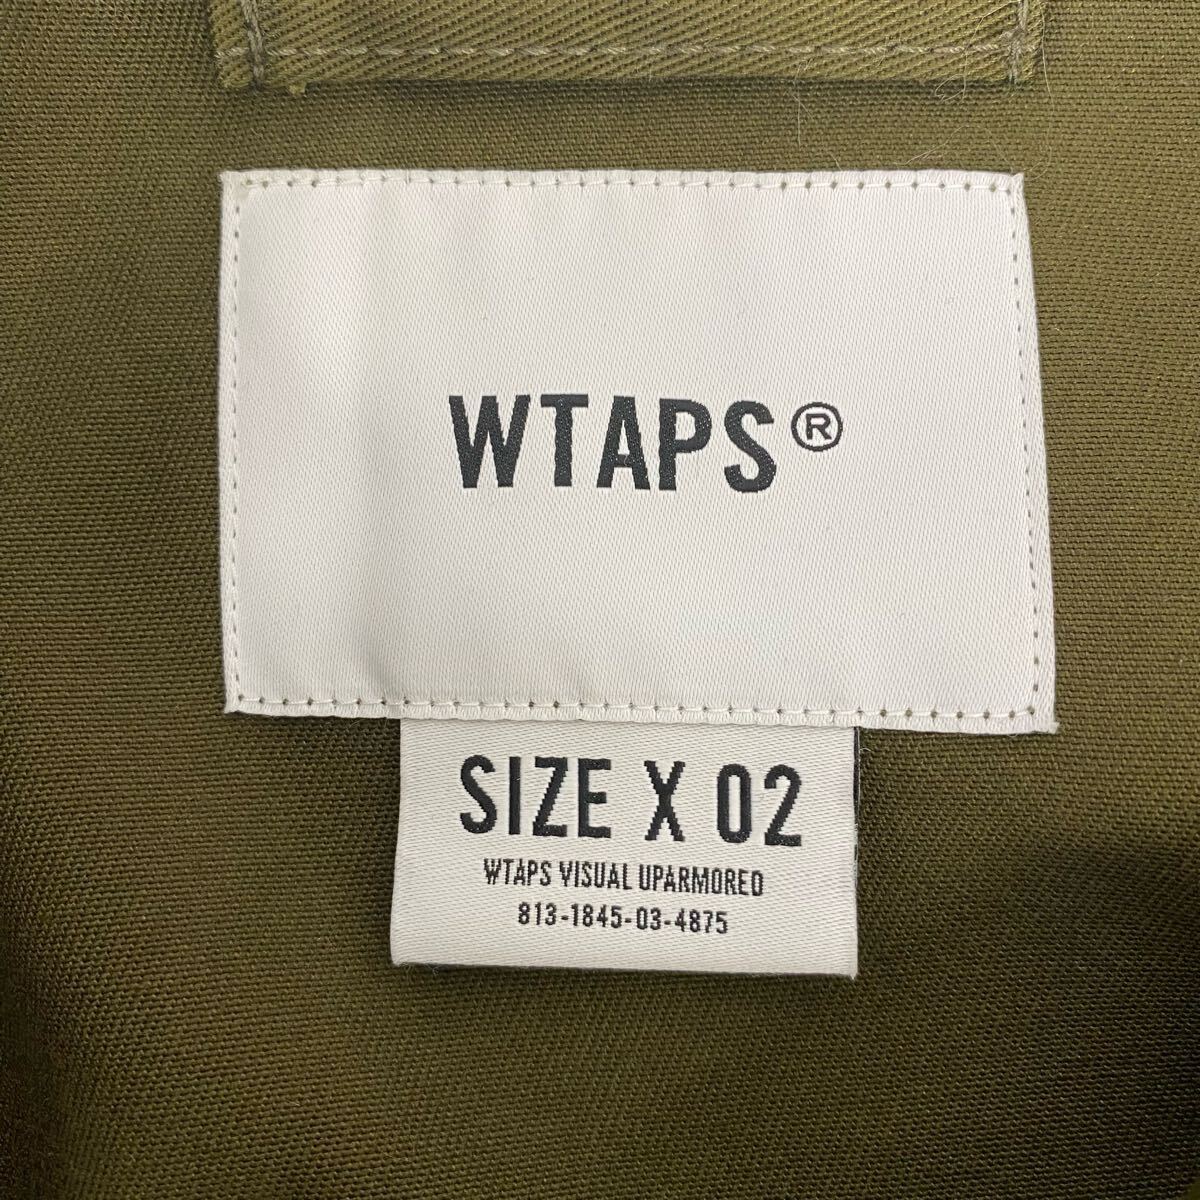 WTAPS®
SIZE X 02
WTAPS VISUAL UPARMORED
813-1845-03-4875